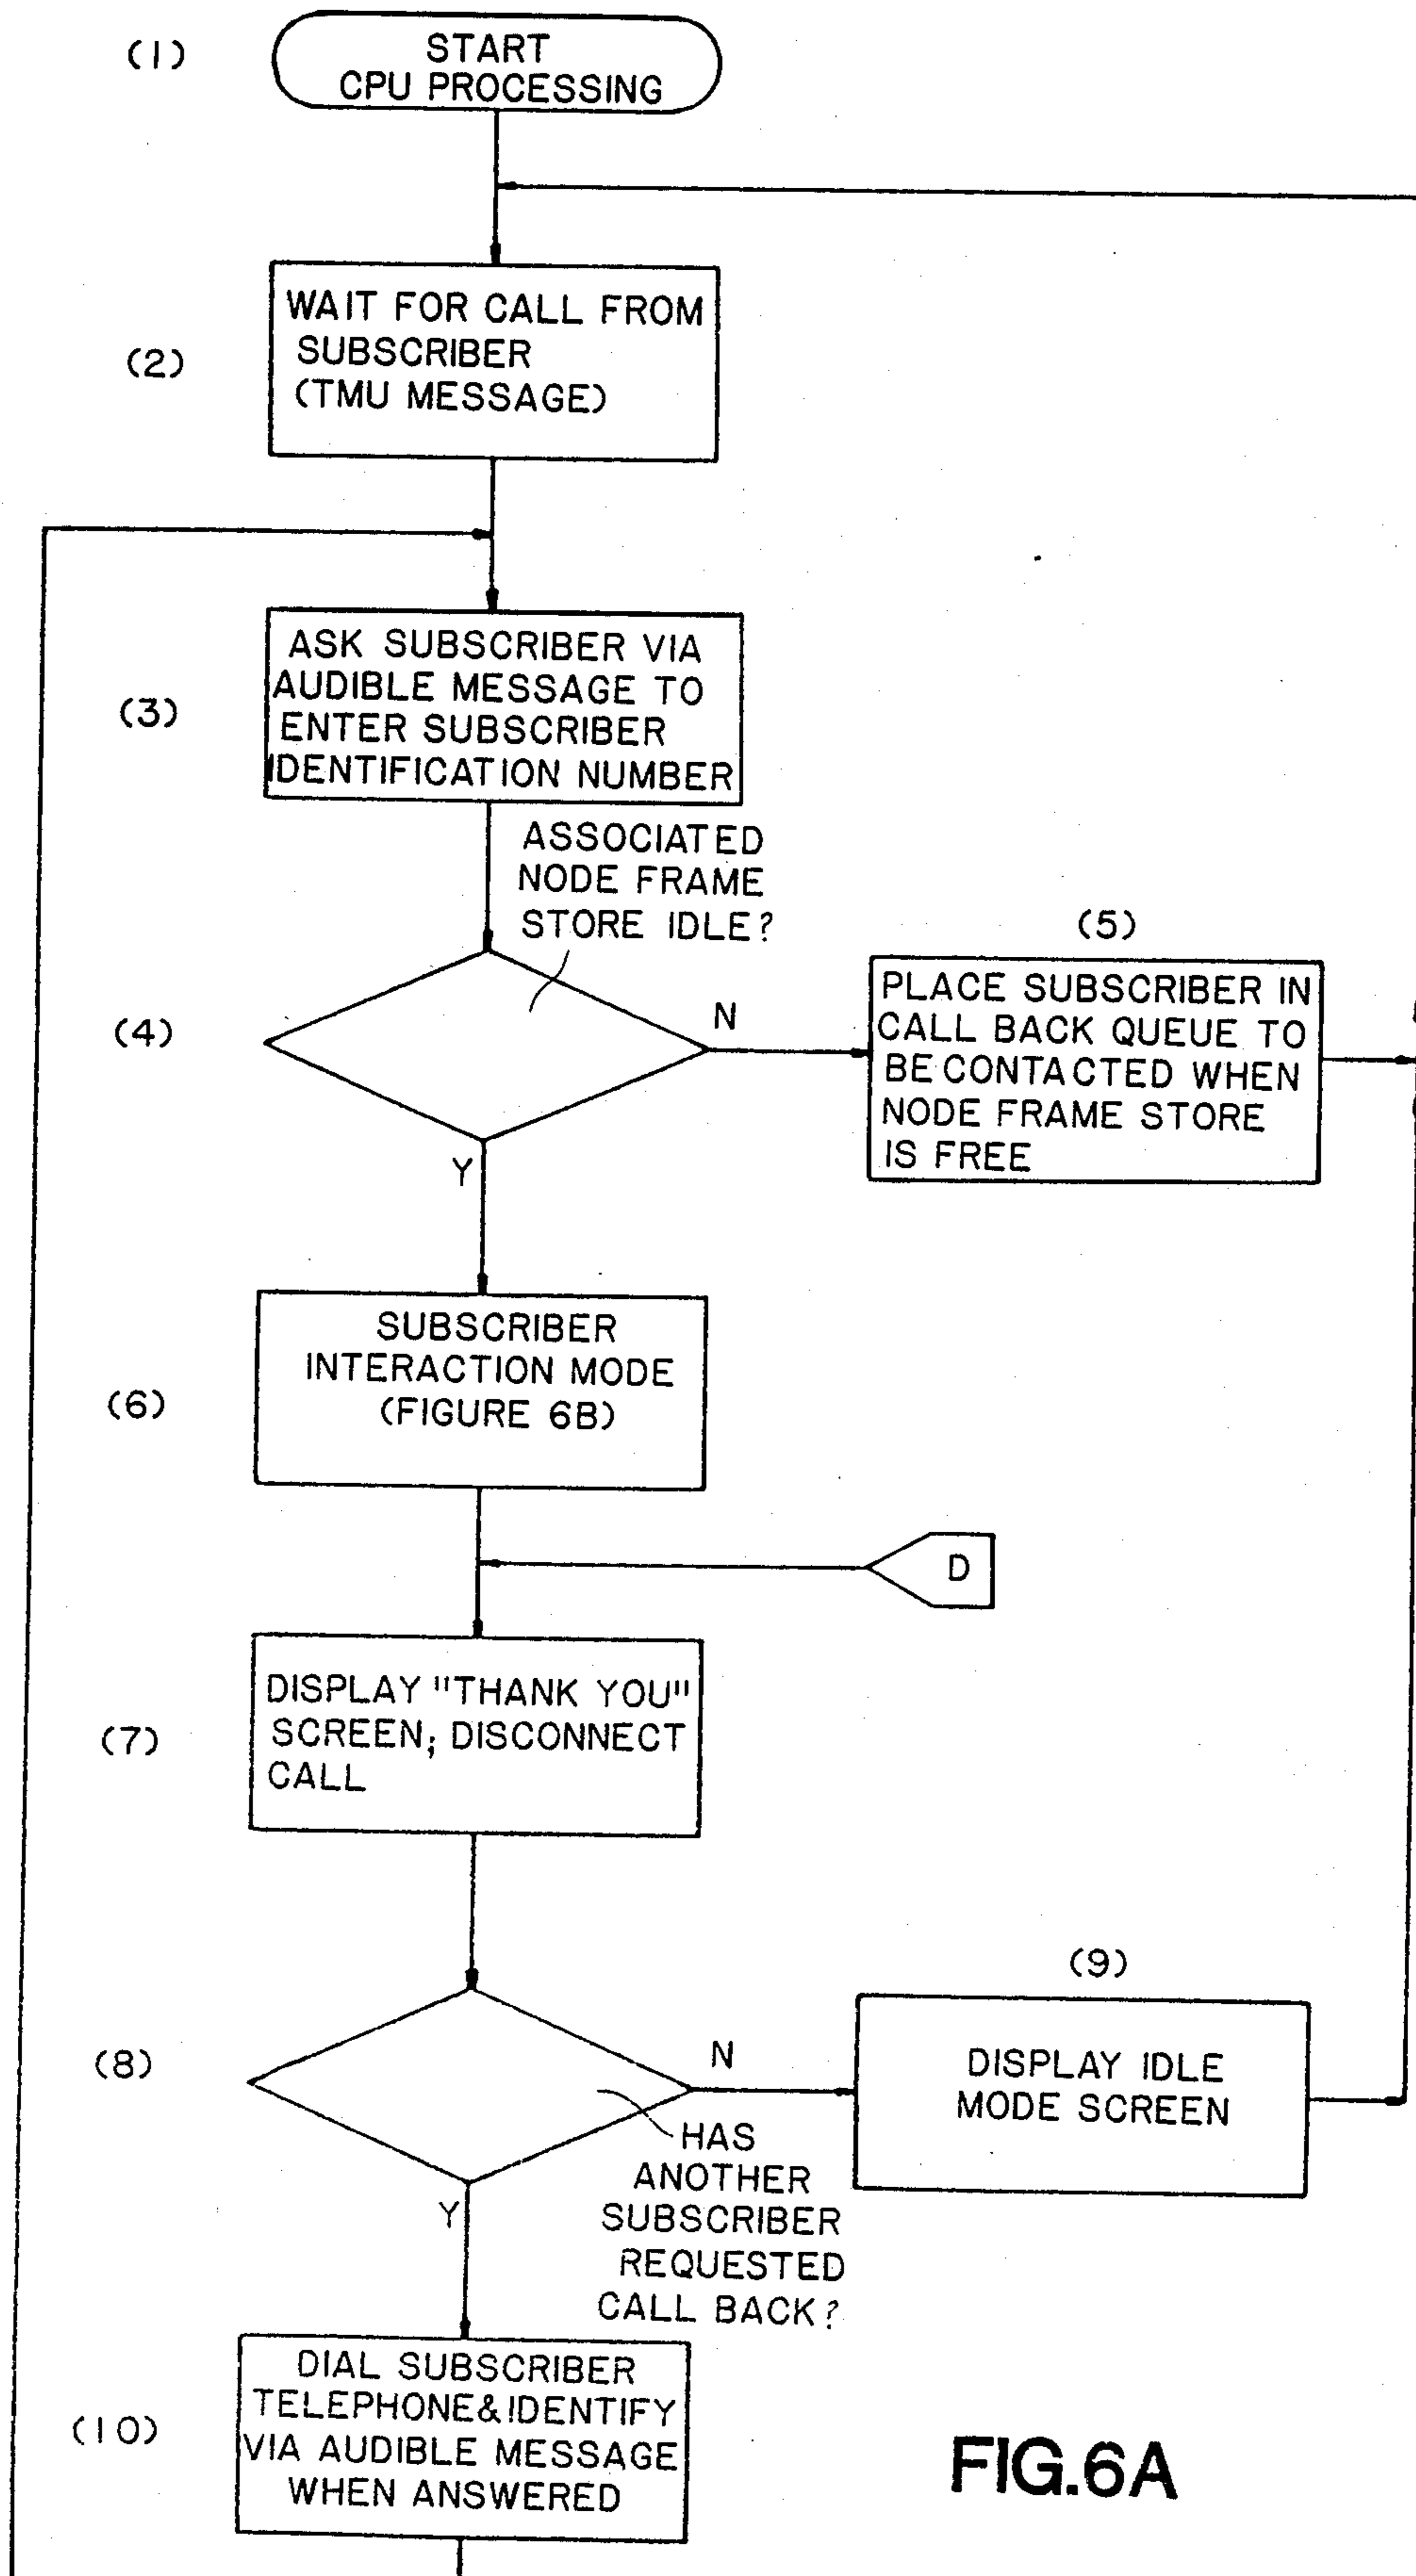 (1)
START
CPU PROCESSING
(2)
WAIT FOR CALL FROM
SUBSCRIBER
(TMU MESSAGE)
(3)
ASK SUBSCRIBER VIA
AUDIBLE MESSAGE TO
ENTER SUBSCRIBER
IDENTIFICATION NUMBER
ASSOCIATED
NODE FRAME
STORE IDLE?
(4)
N
Y
(5)
PLACE SUBSCRIBER IN
CALL BACK QUEUE TO
BE CONTACTED WHEN
NODE FRAME STORE
IS FREE
(6)
SUBSCRIBER
INTERACTION MODE
(FIGURE 6B)
D
(7)
DISPLAY "THANK YOU"
SCREEN; DISCONNECT
CALL
(8)
N
Y
HAS
ANOTHER
SUBSCRIBER
REQUESTED
CALL BACK?
(9)
DISPLAY IDLE
MODE SCREEN
(10)
DIAL SUBSCRIBER
TELEPHONE&IDENTIFY
VIA AUDIBLE MESSAGE
WHEN ANSWERED
FIG.6A